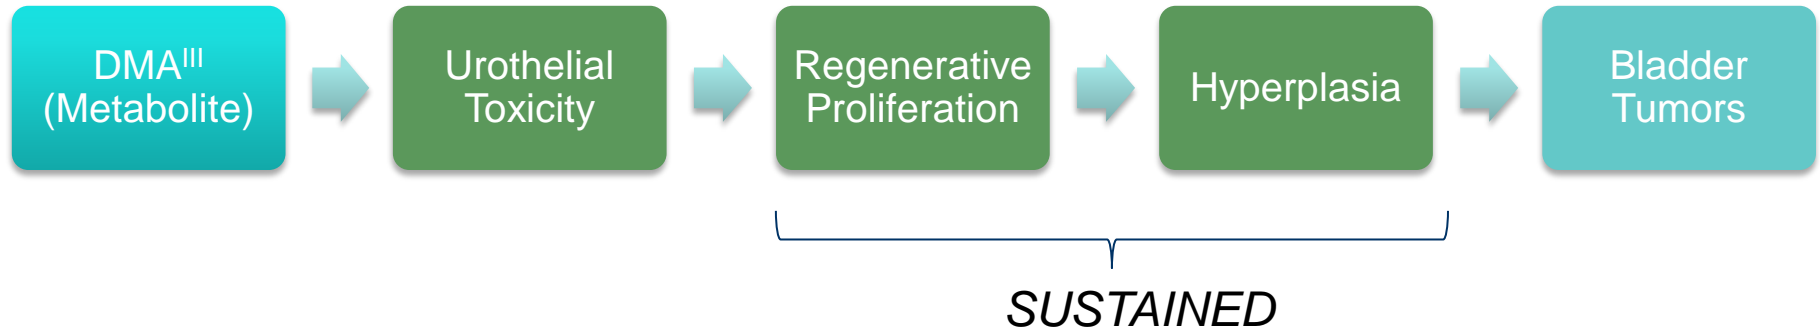 DMAᴵᴵᴵ
(Metabolite)
Urothelial
Toxicity
Regenerative
Proliferation
Hyperplasia
Bladder
Tumors
SUSTAINED